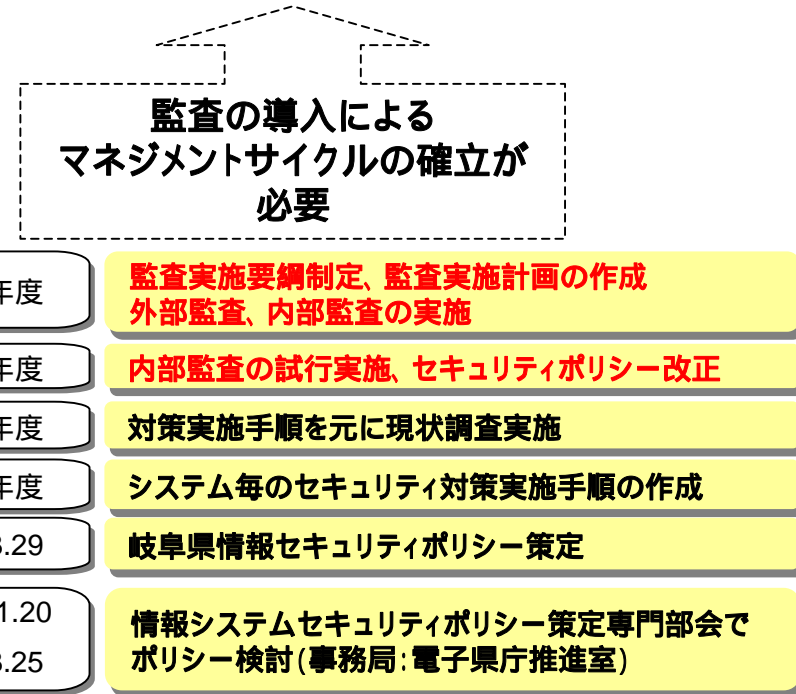 監査の導入による
マネジメントサイクルの確立が
必要
年度
監査実施要綱制定、監査実施計画の作成
外部監査、内部監査の実施
年度
内部監査の試行実施、セキュリティポリシー改正
年度
対策実施手順を元に現状調査実施
年度
システム毎のセキュリティ対策実施手順の作成
.29
岐阜県情報セキュリティポリシー策定
1.20
.25
情報システムセキュリティポリシー策定専門部会で
ポリシー検討(事務局:電子県庁推進室)